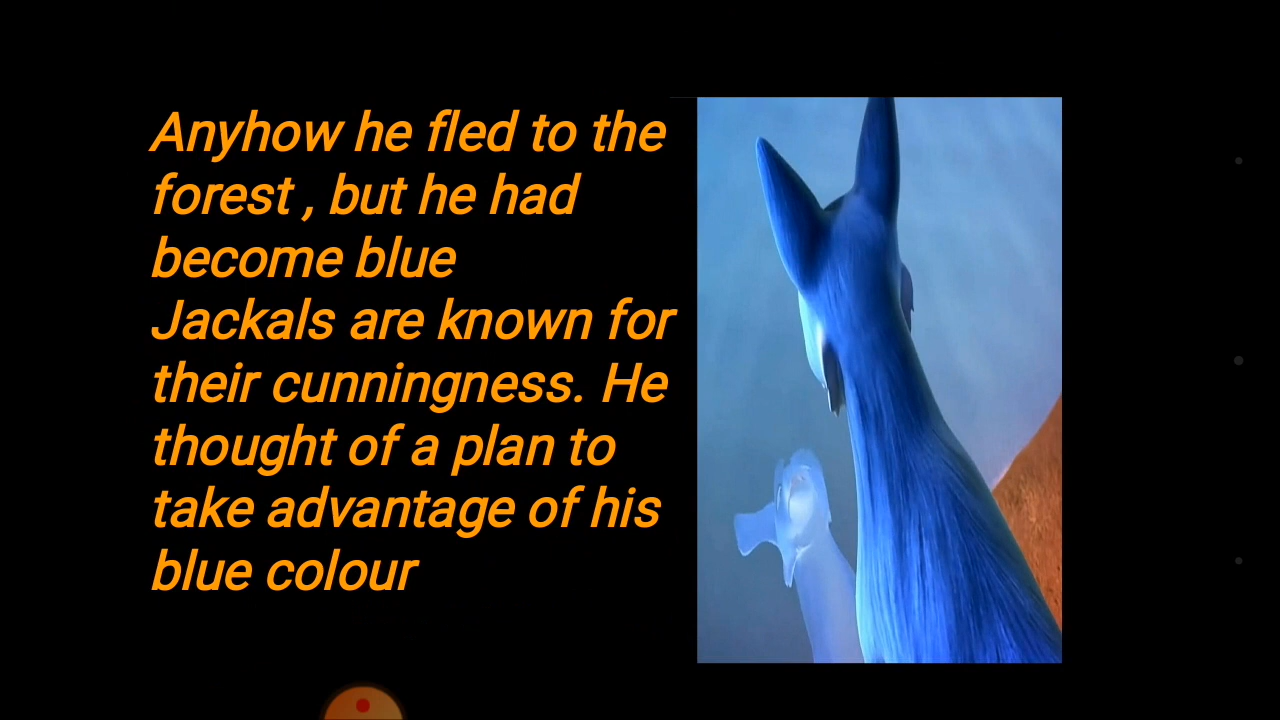 Anyhow he fled to the
forest , but he had
become blue
Jackals are known for
their cunningness. He
thought of a plan to
take advantage of his
blue colour